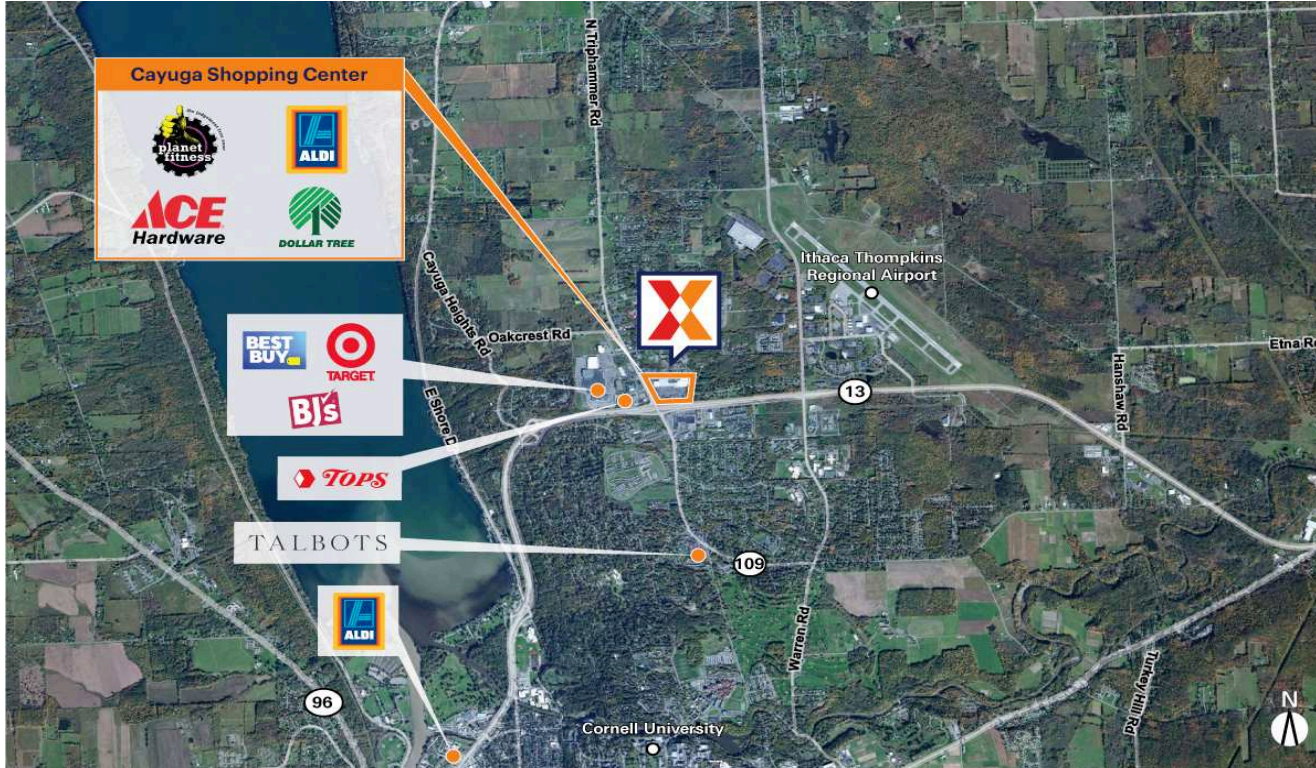 Cayuga Shopping Center
planet
fitness
ALDI
ACE
Hardware
DOLLAR TREE
BEST
BUY
TARGET
BJ's
TOPS
TALBOTS
ALDI
N Triphammer Rd
Cayuga Heights Rd
Oakcrest Rd
E Shore D
Ithaca Thompkins
Regional Airport
13
Hanshaw Rd
Etna Rd
109
Warren Rd
Turkey Hill Rd
96
Cornell University
N